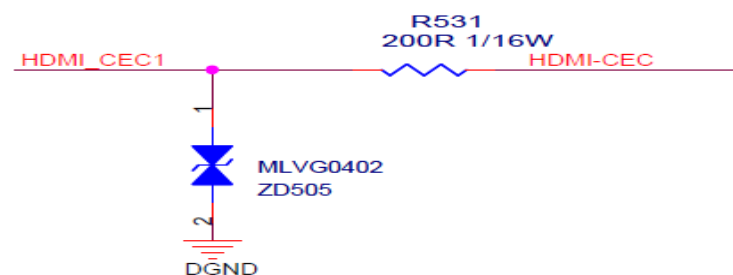 R531
200R 1/16W
HDMI_CEC1
HDMI-CEC
1
MLVG0402
ZD505
2
DGND